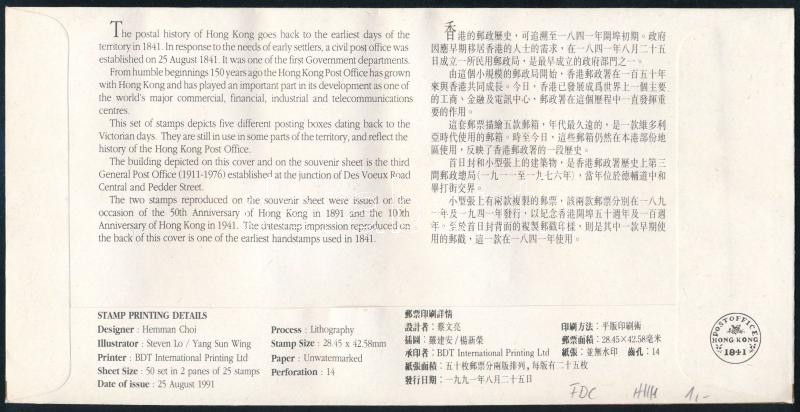 The postal history of Hong Kong goes back to the earliest days of the
territory in 1841. In response to the needs of early settlers, a civil post office was
established on 25 August 1841. It was one of the first Government departments.
From humble beginnings 150 years ago the Hong Kong Post Office has grown
with Hong Kong and has played an important part in its development as one of
the world's major commercial, financial, industrial and telecommunications
centres.
This set of stamps depicts five different posting boxes dating back to the
Victorian days. They are still in use in some parts of the territory, and reflect the
history of the Hong Kong Post Office.
The building depicted on this cover and on the souvenir sheet is the third
General Post Office (1911-1976) established at the junction of Des Voeux Road
Central and Pedder Street.
The two stamps reproduced on the souvenir sheet were issued on the
occasion of the 50th Anniversary of Hong Kong in 1891 and the 100th
Anniversary of Hong Kong in 1941. The datestamp impression reproduced on
the back of this cover is one of the earliest handstamps used in 1841.
香港的郵政歷史，可追溯至一八四一年開埠初期。政府
因應早期移居香港的人士的需求，在一八四一年八月二十五
日成立一所民用郵政局，是最早成立的政府部門之一。
由這個小規模的郵政局開始，香港郵政署在一百五十年
來與香港共同成長。今日，香港已發展成爲世界上一個主要
的工商、金融及電訊中心，郵政署在這個歷程中一直發揮重
要的作用。
這套郵票描繪五款郵箱，年代最久遠的，是一款維多利
亞時代使用的郵箱。時至今日，這些郵箱仍然在本港部份地
區使用，反映了香港郵政署的一段歷史。
首日封和小型張上的建築物，是香港郵政署歷史上第三
間郵政總局（一九一一至一九七六年），當年位於德輔道中和
畢打街交界。
小型張上有兩款複製的郵票，該兩款郵票分別在一八九
一年及一九四一年發行，以紀念香港開埠五十週年及一百週
年。至於首日封背面的複製郵戳印樣，則是其中一款早期使
用的郵戳，這一款在一八四一年使用。
STAMP PRINTING DETAILS
Designer : Hemman Choi
Illustrator : Steven Lo / Yang Sun Wing
Printer : BDT International Printing Ltd
Sheet Size : 50 set in 2 panes of 25 stamps
Date of issue : 25 August 1991
Process : Lithography
Stamp Size : 28.45 x 42.58mm
Paper : Unwatermarked
Perforation : 14
郵票印刷詳情
設計者：蔡文亮
插圖：羅建安/楊新榮
承印者：BDT International Printing Ltd
紙張面積：五十枚郵票分兩版排列，每版有二十五枚
發行日期：一九九一年八月二十五日
印刷方法：平版印刷術
郵票面積：28.45×42.58毫米
紙張：並無水印 齒孔：14
POST OFFICE
HONG KONG
1841
FDC 1,-